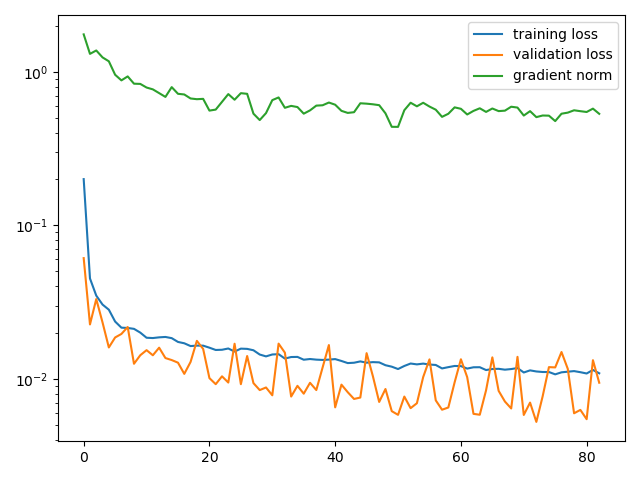 training loss
validation loss
gradient norm
10⁰
10⁻¹
10⁻²
0 20 40 60 80